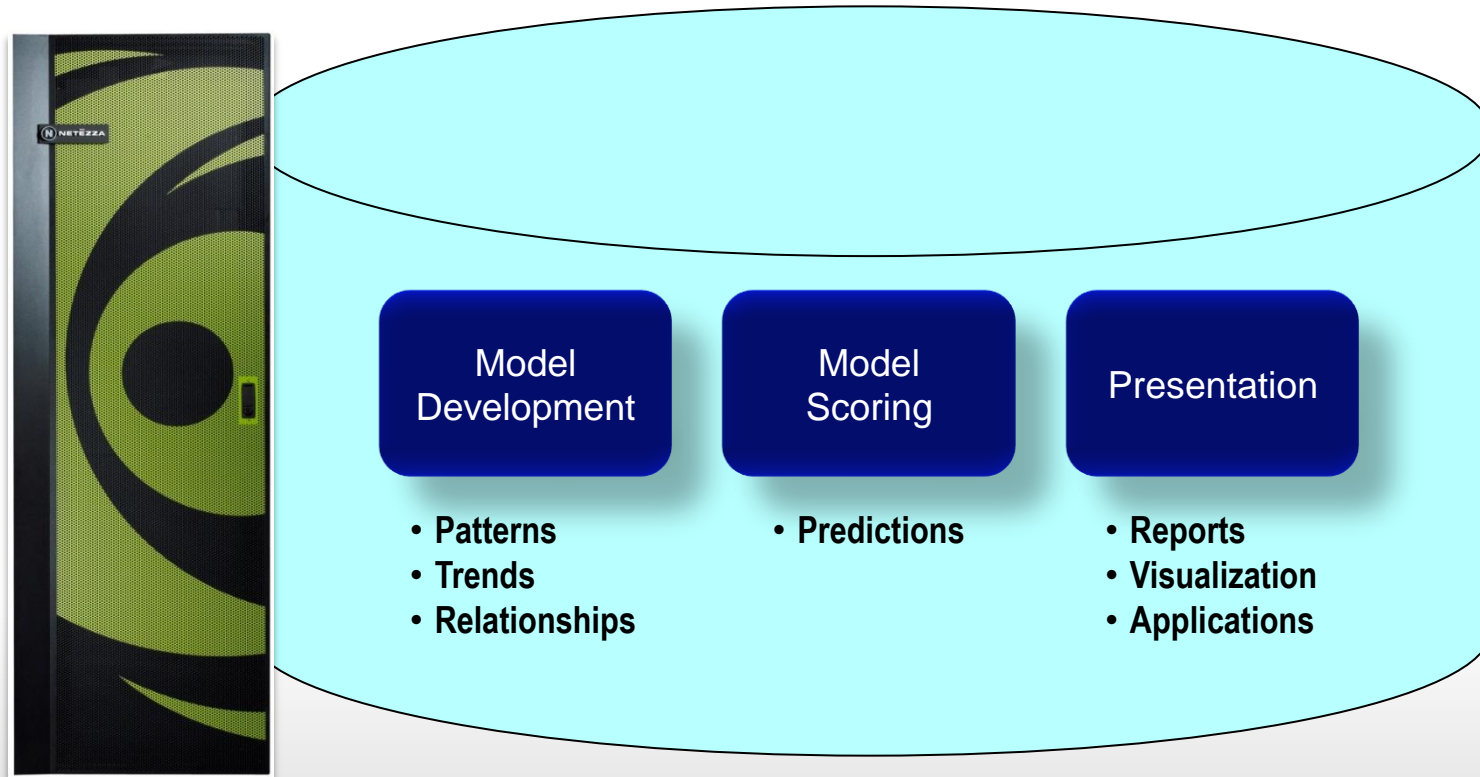 N NETEZZA
Model
Development
Model
Scoring
Presentation
• Patterns
• Trends
• Relationships
• Predictions
• Reports
• Visualization
• Applications